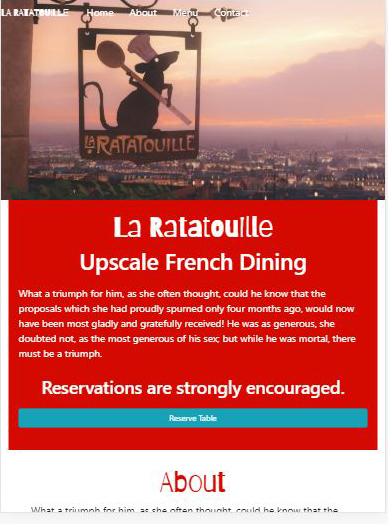 LA RATATOUILLE Home About Menu Contact
La RATATOUILLE
La Ratatouille
Upscale French Dining
What a triumph for him, as she often thought, could he know that the
proposals which she had proudly spurned only four months ago, would now
have been most gladly and gratefully received! He was as generous, she
doubted not, as the most generous of his sex; but while he was mortal, there
must be a triumph.
Reservations are strongly encouraged.
Reserve Table
About
What a triumph for him, as she often thought, could he know that the